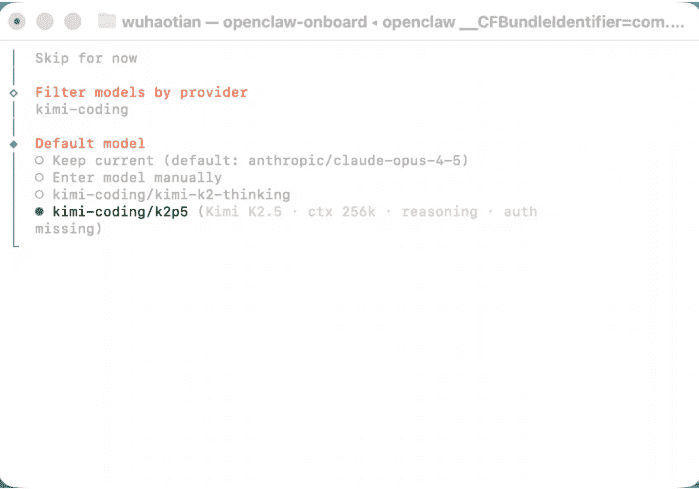 wuhaotian — openclaw-onboard ◂ openclaw __CFBundleIdentifier=com....
Skip for now
Filter models by provider
kimi-coding
Default model
Keep current (default: anthropic/claude-opus-4-5)
Enter model manually
kimi-coding/kimi-k2-thinking
kimi-coding/k2p5 (Kimi K2.5 · ctx 256k · reasoning · auth
missing)